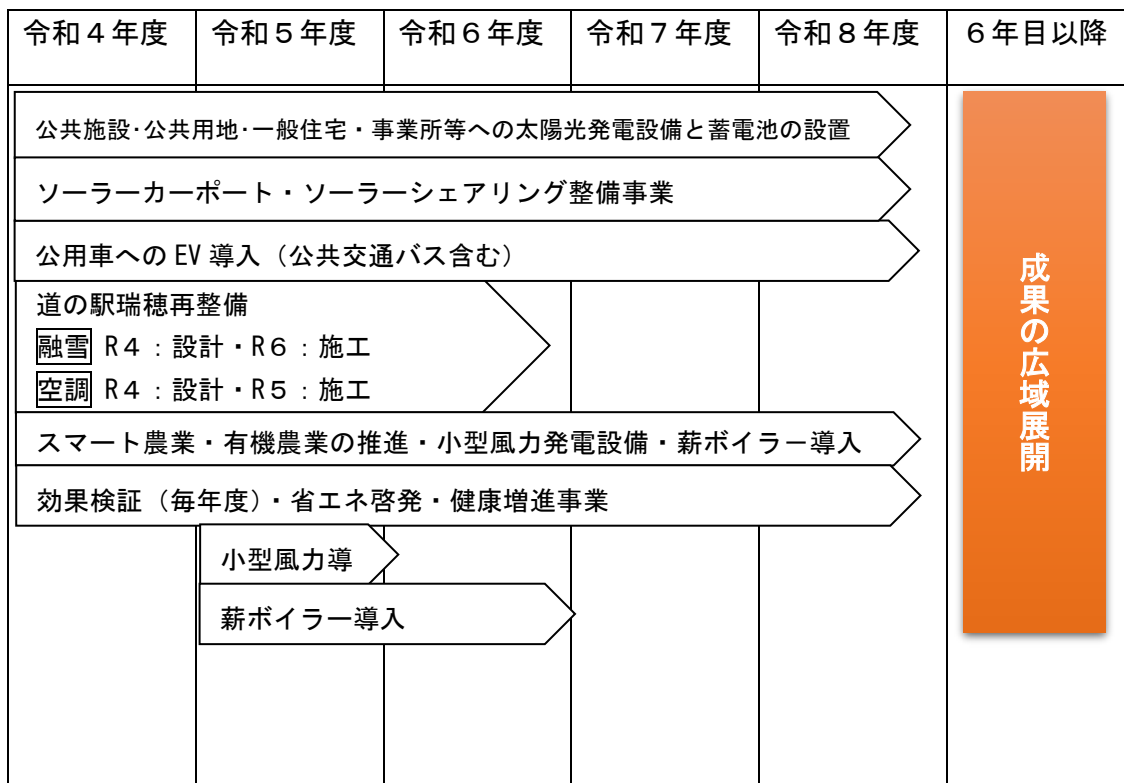 令和４年度
令和５年度
令和６年度
令和７年度
令和８年度
６年目以降
公共施設･公共用地･一般住宅・事業所等への太陽光発電設備と蓄電池の設置
ソーラーカーポート・ソーラーシェアリング整備事業
公用車への EV 導入（公共交通バス含む）
道の駅瑞穂再整備
融雪 R４：設計・R６：施工
空調 R４：設計・R５：施工
スマート農業・有機農業の推進・小型風力発電設備・薪ボイラー導入
効果検証（毎年度）・省エネ啓発・健康増進事業
小型風力導
薪ボイラー導入
成果の広域展開